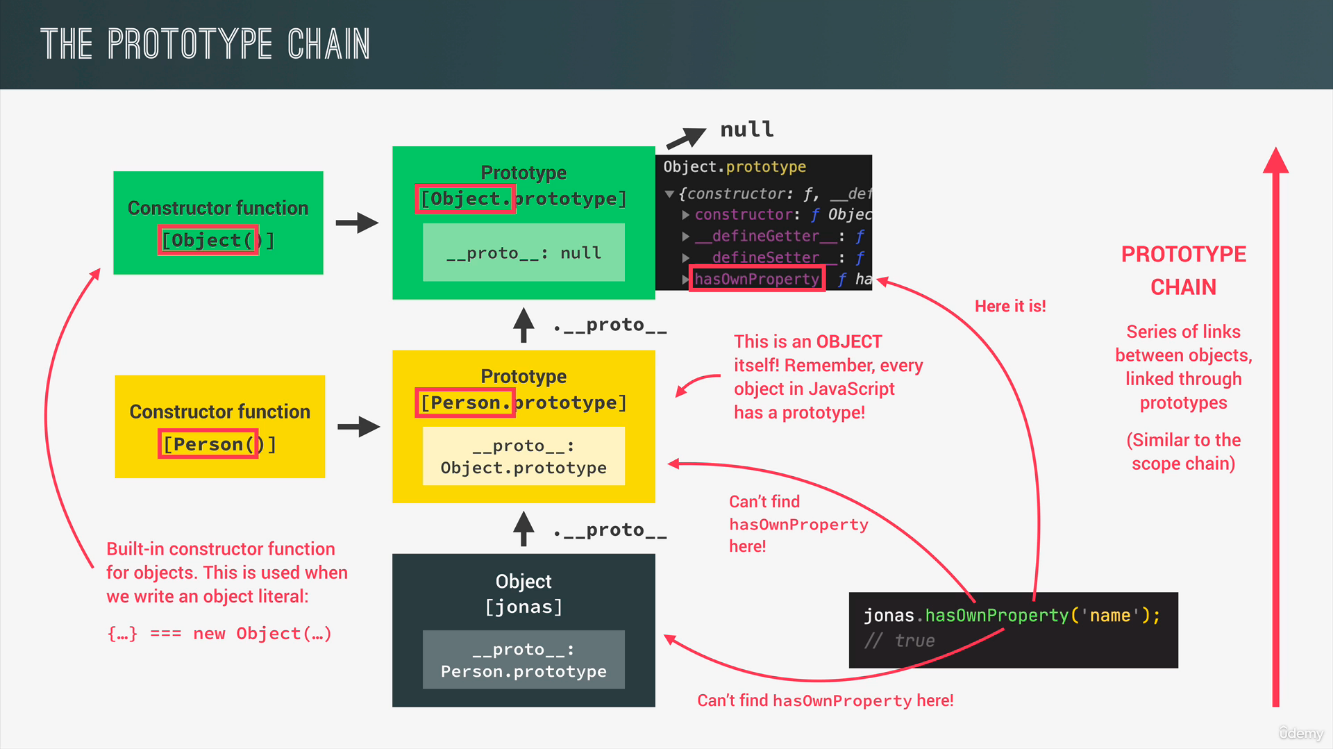 THE PROTOTYPE CHAIN
null
Prototype
[Object.prototype]
__proto__: null
Constructor function
[Object()]
Object.prototype
{constructor: ƒ, __def
constructor: ƒ Objec
__defineGetter__: ƒ
__defineSetter__: ƒ
hasOwnProperty ƒ ha
Here it is!
PROTOTYPE
CHAIN
Series of links
between objects,
linked through
prototypes
(Similar to the
scope chain)
.__proto__
This is an OBJECT
itself! Remember, every
object in JavaScript
has a prototype!
Prototype
[Person.prototype]
__proto__:
Object.prototype
Constructor function
[Person()]
Can’t find
hasOwnProperty
here!
.__proto__
Built-in constructor function
for objects. This is used when
we write an object literal:
{…} === new Object(…)
Object
[jonas]
__proto__:
Person.prototype
jonas.hasOwnProperty('name');
// true
Can’t find hasOwnProperty here!
ûdemy